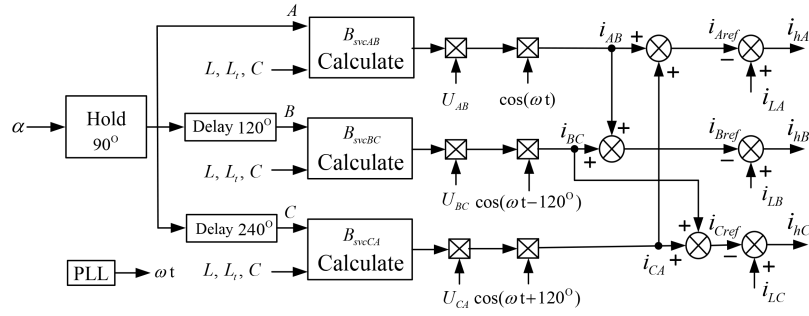 A
B_svcAB
Calculate
L, L_t, C
i_AB
+
+
i_Aref
−
+
i_hA
U_AB
cos(ωt)
i_LA
α
Hold
90°
Delay 120°
B
B_svcBC
Calculate
L, L_t, C
i_BC
+
+
i_Bref
−
+
i_hB
U_BC
cos(ωt−120°)
i_LB
Delay 240°
C
B_svcCA
Calculate
L, L_t, C
i_CA
+
+
i_Cref
−
+
i_hC
U_CA
cos(ωt+120°)
i_LC
PLL
ωt